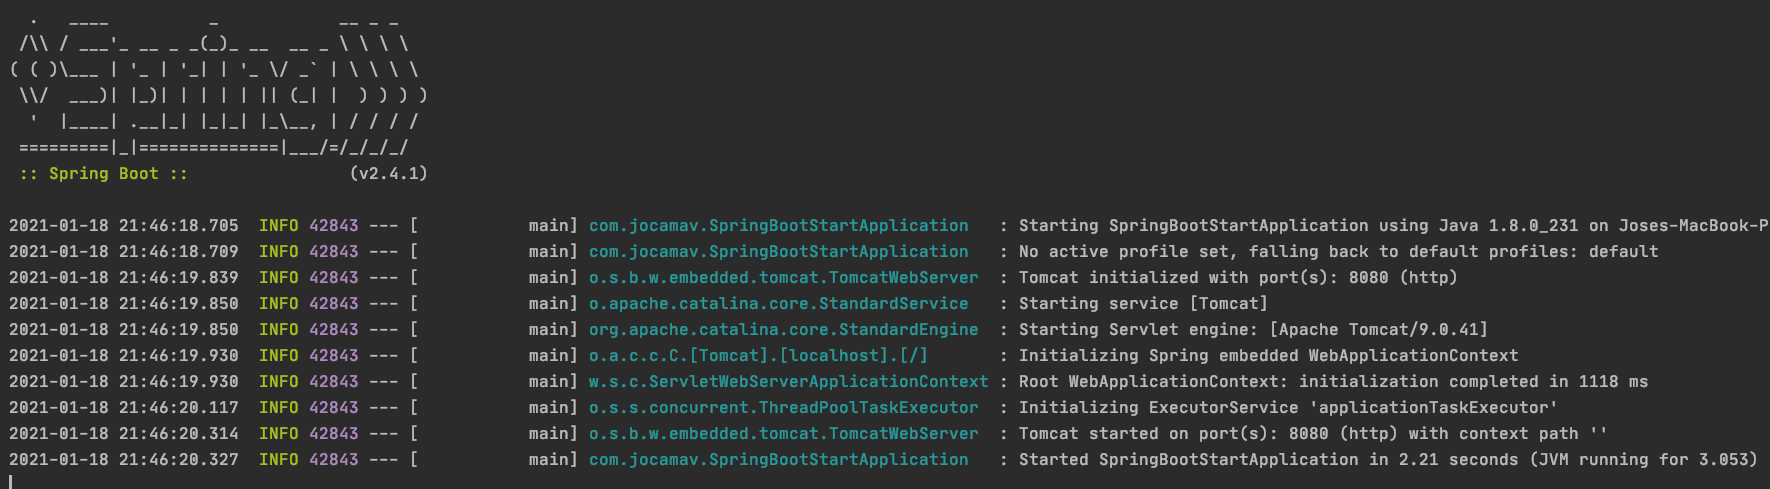 .   ____          _            __ _ _
 /\\ / ___'_ __ _ _(_)_ __  __ _ \ \ \ \
( ( )\___ | '_ | '_| | '_ \/ _` | \ \ \ \
 \\/  ___)| |_)| | | | | || (_| |  ) ) ) )
  '  |____| .__|_| |_|_| |_\__, | / / / /
 =========|_|==============|___/=/_/_/_/
 :: Spring Boot ::                (v2.4.1)
2021-01-18 21:46:18.705  INFO 42843 --- [           main] com.jocamav.SpringBootStartApplication   : Starting SpringBootStartApplication using Java 1.8.0_231 on Joses-MacBook-P
2021-01-18 21:46:18.709  INFO 42843 --- [           main] com.jocamav.SpringBootStartApplication   : No active profile set, falling back to default profiles: default
2021-01-18 21:46:19.839  INFO 42843 --- [           main] o.s.b.w.embedded.tomcat.TomcatWebServer  : Tomcat initialized with port(s): 8080 (http)
2021-01-18 21:46:19.850  INFO 42843 --- [           main] o.apache.catalina.core.StandardService   : Starting service [Tomcat]
2021-01-18 21:46:19.850  INFO 42843 --- [           main] org.apache.catalina.core.StandardEngine  : Starting Servlet engine: [Apache Tomcat/9.0.41]
2021-01-18 21:46:19.930  INFO 42843 --- [           main] o.a.c.c.C.[Tomcat].[localhost].[/]       : Initializing Spring embedded WebApplicationContext
2021-01-18 21:46:19.930  INFO 42843 --- [           main] w.s.c.ServletWebServerApplicationContext : Root WebApplicationContext: initialization completed in 1118 ms
2021-01-18 21:46:20.117  INFO 42843 --- [           main] o.s.s.concurrent.ThreadPoolTaskExecutor  : Initializing ExecutorService 'applicationTaskExecutor'
2021-01-18 21:46:20.314  INFO 42843 --- [           main] o.s.b.w.embedded.tomcat.TomcatWebServer  : Tomcat started on port(s): 8080 (http) with context path ''
2021-01-18 21:46:20.327  INFO 42843 --- [           main] com.jocamav.SpringBootStartApplication   : Started SpringBootStartApplication in 2.21 seconds (JVM running for 3.053)